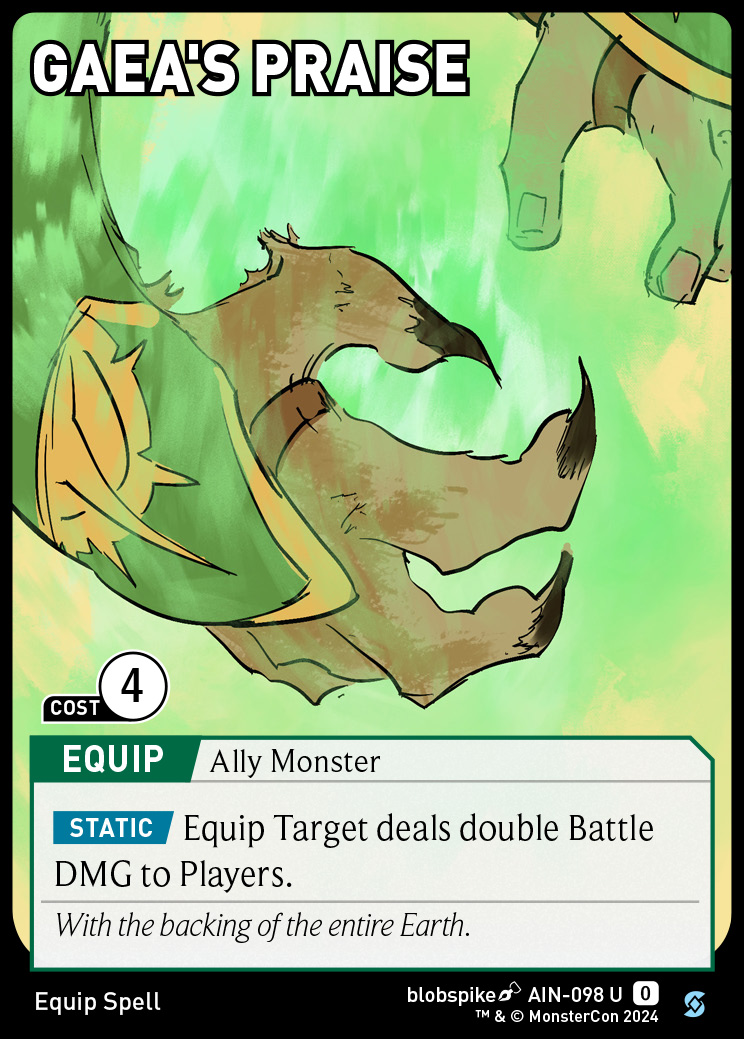 GAEA'S PRAISE
COST 4
EQUIP Ally Monster
STATIC Equip Target deals double Battle
DMG to Players.
With the backing of the entire Earth.
Equip Spell
blobspike AIN-098 U 0
™ & © MonsterCon 2024